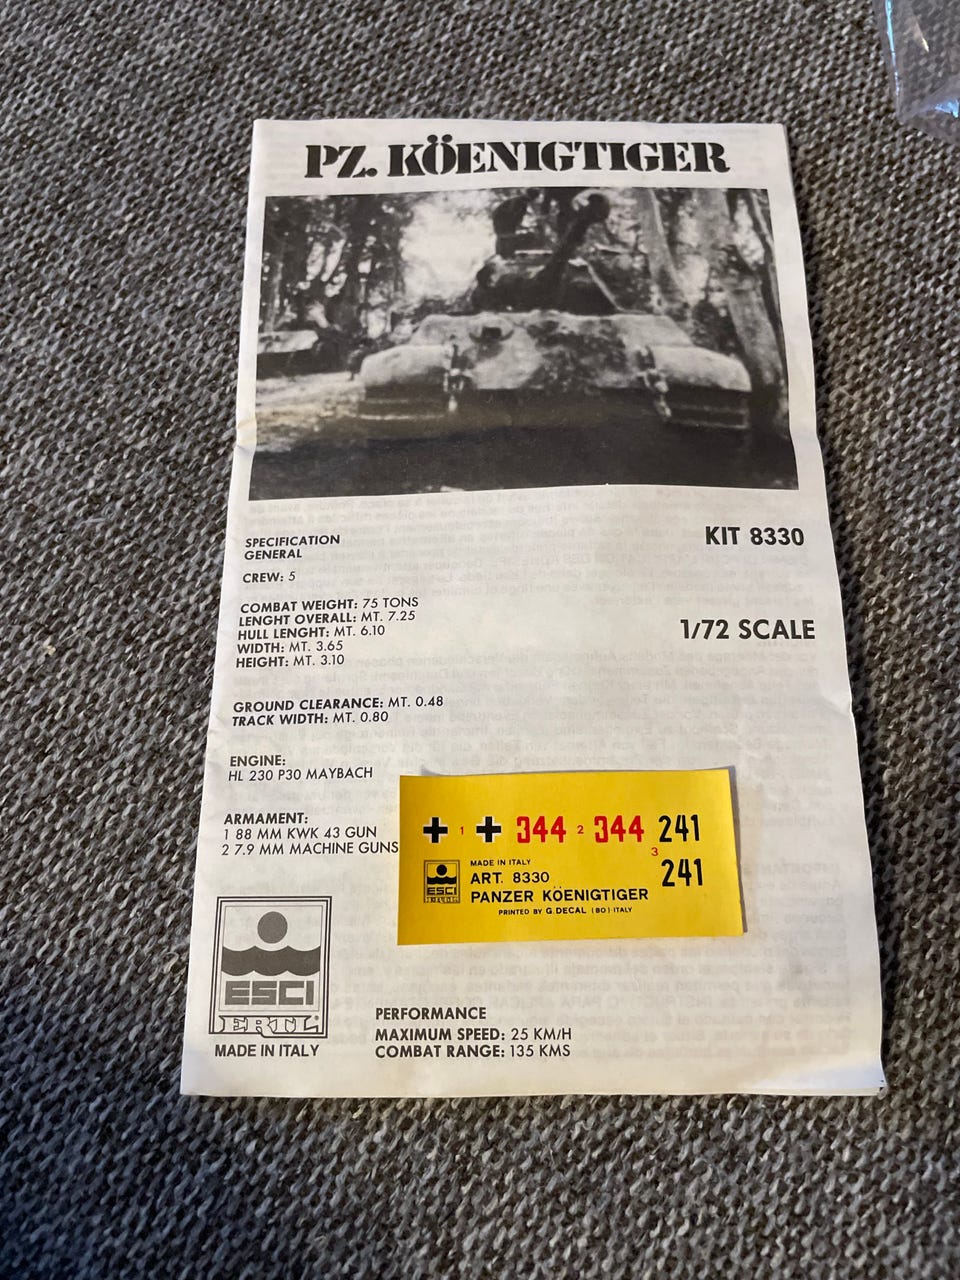 PZ. KÖENIGTIGER
SPECIFICATION
GENERAL
KIT 8330
CREW: 5
COMBAT WEIGHT: 75 TONS
LENGHT OVERALL: MT. 7.25
HULL LENGHT: MT. 6.10
WIDTH: MT. 3.65
HEIGHT: MT. 3.10
1/72 SCALE
GROUND CLEARANCE: MT. 0.48
TRACK WIDTH: MT. 0.80
ENGINE:
HL 230 P30 MAYBACH
ARMAMENT:
1 88 MM KWK 43 GUN
2 7.9 MM MACHINE GUNS
1 344 2 344 241
3
241
MADE IN ITALY
ART. 8330
PANZER KÖENIGTIGER
PRINTED BY G.DECAL (BO)-ITALY
ESCI
ESCI
ERTL
MADE IN ITALY
PERFORMANCE
MAXIMUM SPEED: 25 KM/H
COMBAT RANGE: 135 KMS